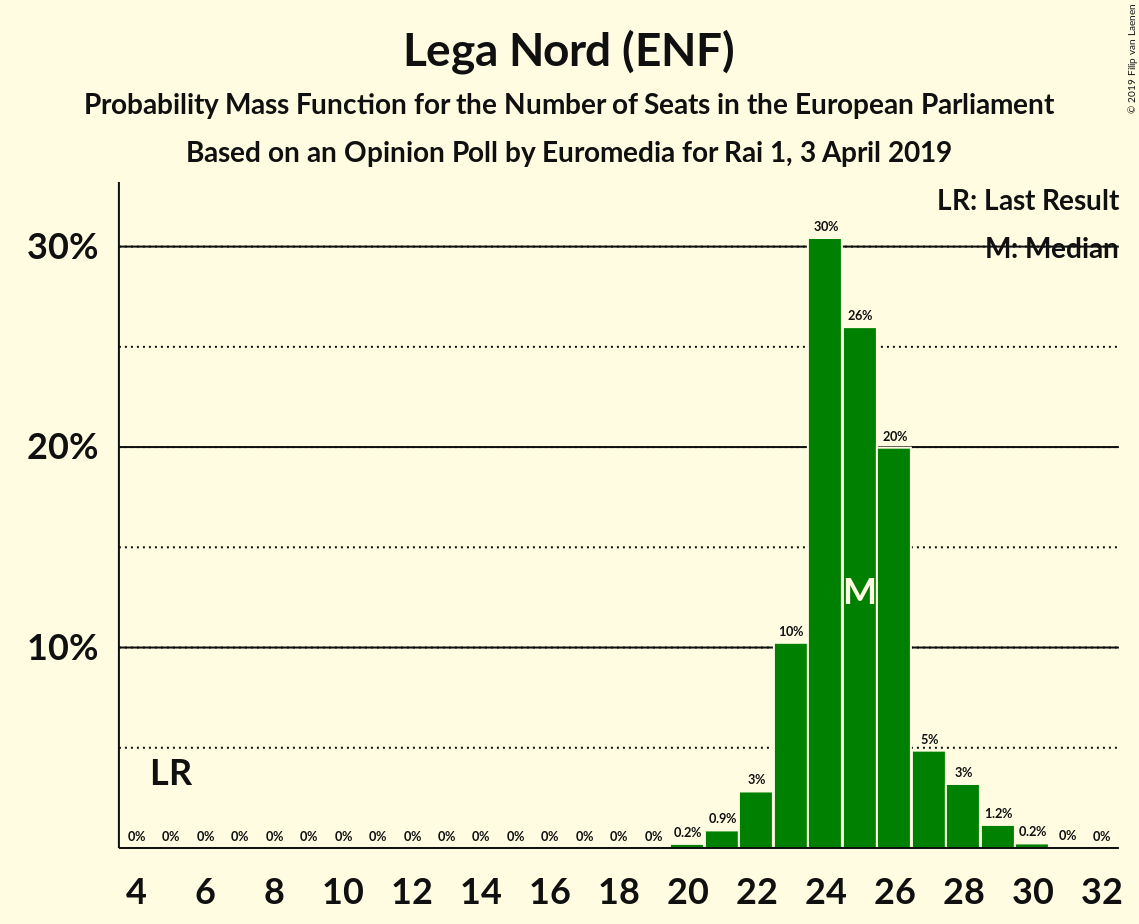 Lega Nord (ENF)
Probability Mass Function for the Number of Seats in the European Parliament
Based on an Opinion Poll by Euromedia for Rai 1, 3 April 2019
© 2019 Filip van Laenen
LR: Last Result
M: Median
30%
20%
10%
LR
M
0% 0% 0% 0% 0% 0% 0% 0% 0% 0% 0% 0% 0% 0% 0% 0% 0.2% 0.9% 3% 10% 30% 26% 20% 5% 3% 1.2% 0.2% 0% 0%
4 6 8 10 12 14 16 18 20 22 24 26 28 30 32